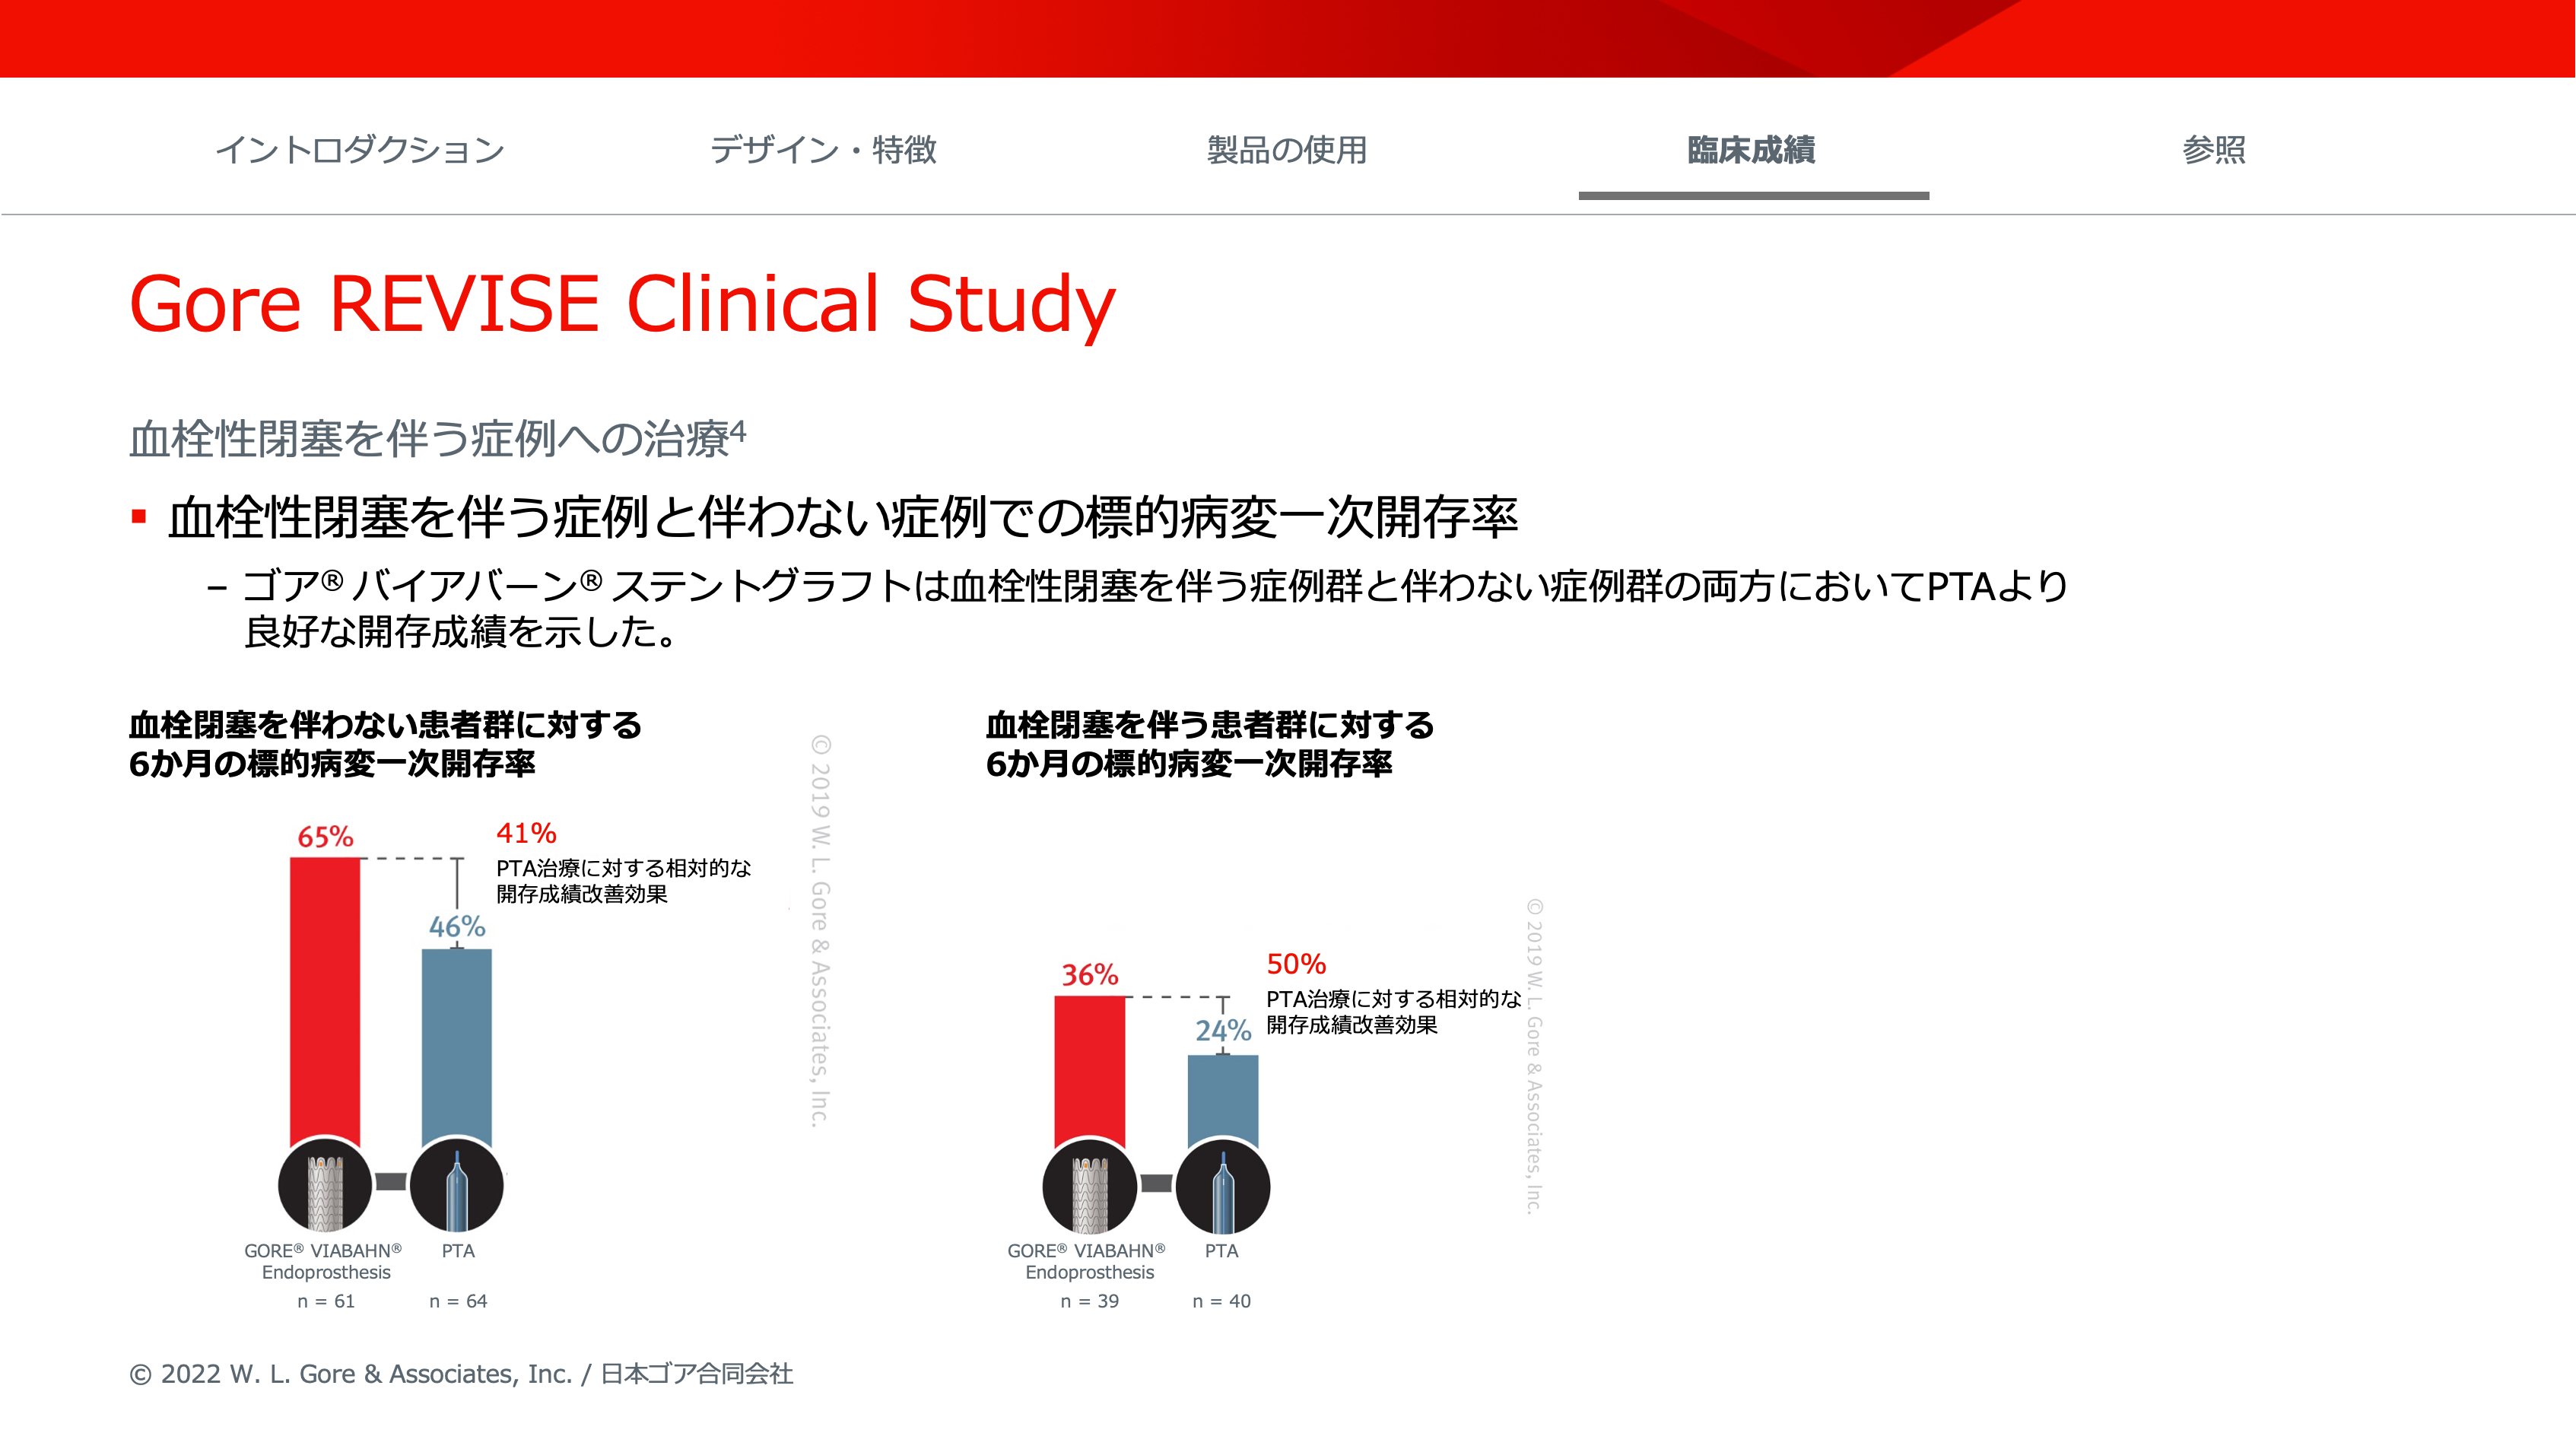 イントロダクション
デザイン・特徴
製品の使用
臨床成績
参照
Gore REVISE Clinical Study
血栓性閉塞を伴う症例への治療4
▪ 血栓性閉塞を伴う症例と伴わない症例での標的病変一次開存率
– ゴア® バイアバーン® ステントグラフトは血栓性閉塞を伴う症例群と伴わない症例群の両方においてPTAより
良好な開存成績を示した。
血栓閉塞を伴わない患者群に対する
6か月の標的病変一次開存率
65%
41%
PTA治療に対する相対的な
開存成績改善効果
46%
GORE® VIABAHN®
Endoprosthesis
PTA
n = 61
n = 64
© 2019 W. L. Gore & Associates, Inc.
血栓閉塞を伴う患者群に対する
6か月の標的病変一次開存率
36%
50%
PTA治療に対する相対的な
開存成績改善効果
24%
GORE® VIABAHN®
Endoprosthesis
PTA
n = 39
n = 40
© 2019 W. L. Gore & Associates, Inc.
© 2022 W. L. Gore & Associates, Inc. / 日本ゴア合同会社